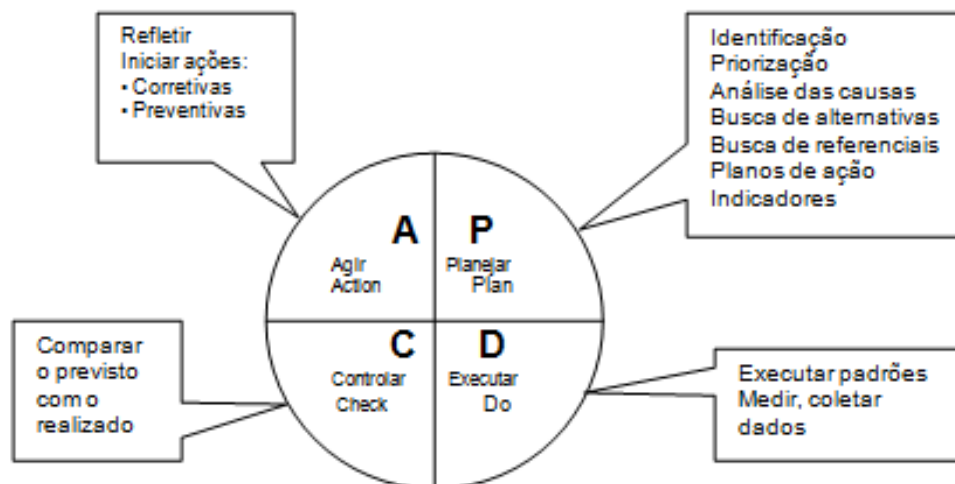 Refletir
Iniciar ações:
• Corretivas
• Preventivas
Identificação
Priorização
Análise das causas
Busca de alternativas
Busca de referenciais
Planos de ação
Indicadores
A
Agir
Action
P
Planejar
Plan
C
Controlar
Check
D
Executar
Do
Comparar
o previsto
com o
realizado
Executar padrões
Medir, coletar
dados